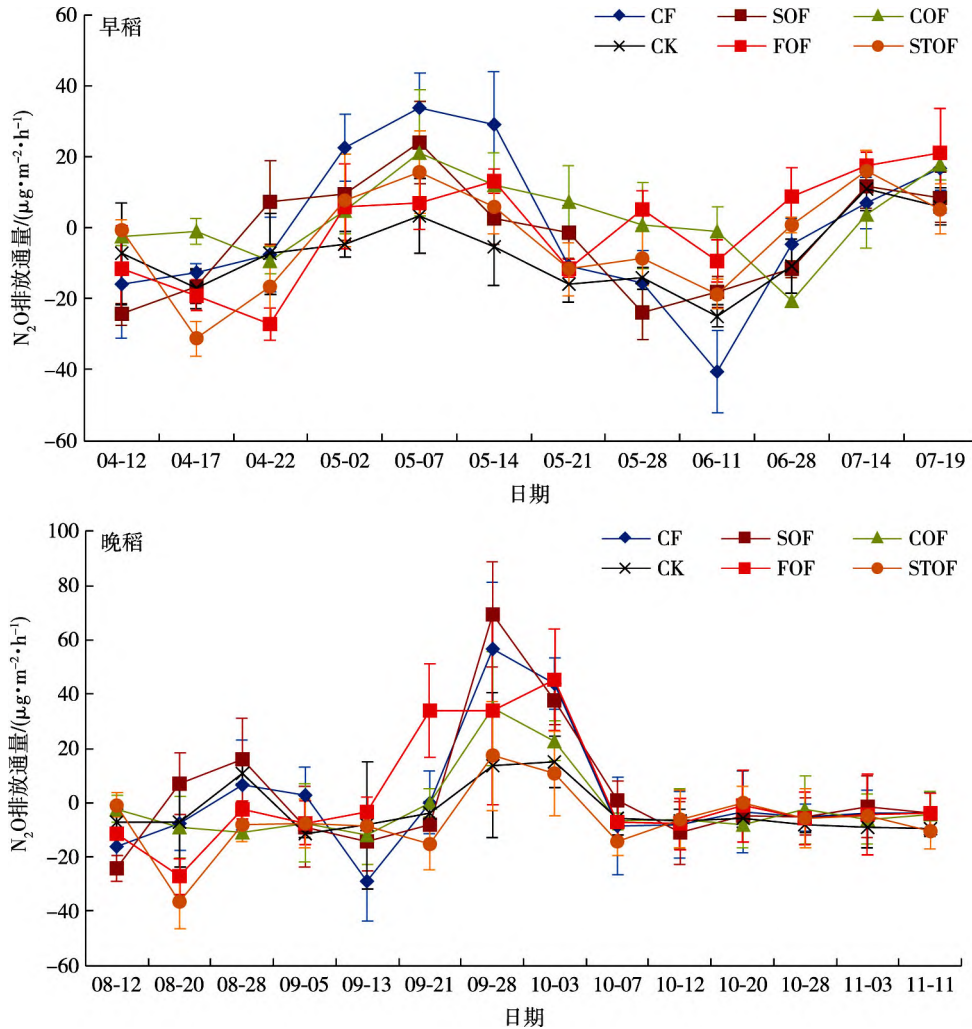 早稻
CF SOF COF
CK FOF STOF
60
40
20
0
−20
−40
−60
N₂O排放通量/(μg•m⁻²•h⁻¹)
04-12 04-17 04-22 05-02 05-07 05-14 05-21 05-28 06-11 06-28 07-14 07-19
日期
晚稻
CF SOF COF
CK FOF STOF
100
80
60
40
20
0
−20
−40
−60
N₂O排放通量/(μg•m⁻²•h⁻¹)
08-12 08-20 08-28 09-05 09-13 09-21 09-28 10-03 10-07 10-12 10-20 10-28 11-03 11-11
日期